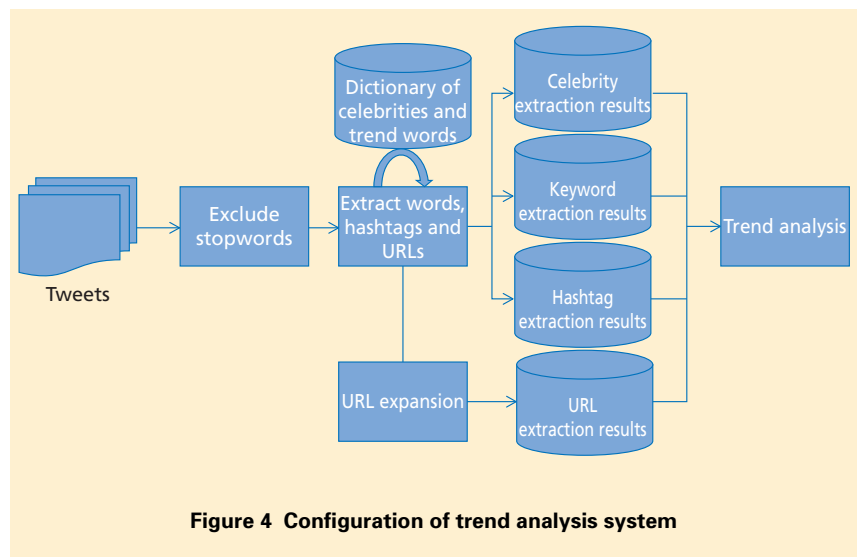 Dictionary of
celebrities and
trend words
Celebrity
extraction results
Keyword
extraction results
Hashtag
extraction results
URL
extraction results
Tweets
Exclude
stopwords
Extract words,
hashtags and
URLs
URL expansion
Trend analysis
Figure 4 Configuration of trend analysis system